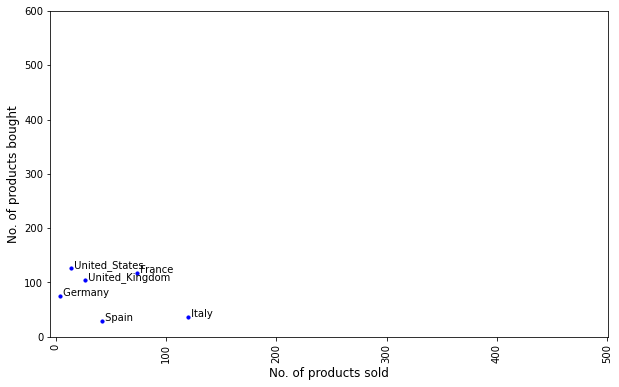 600
500
400
300
200
100
0
No. of products bought
United_States
France
United_Kingdom
Germany
Italy
Spain
0
100
200
300
400
500
No. of products sold